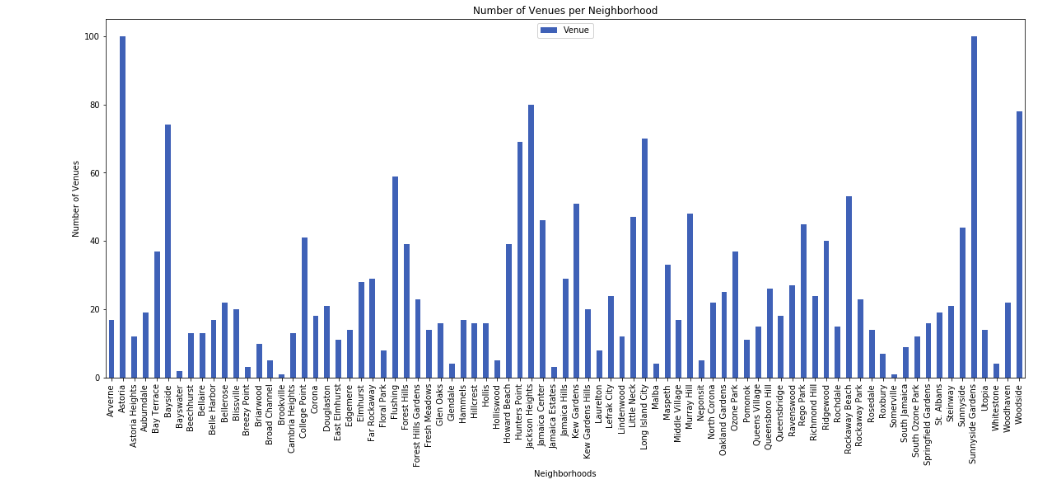 Number of Venues per Neighborhood
Venue
Number of Venues
100
80
60
40
20
0
Arverne
Astoria
Astoria Heights
Auburndale
Bay Terrace
Bayside
Bayswater
Beechhurst
Bellaire
Belle Harbor
Bellerose
Blissville
Breezy Point
Briarwood
Broad Channel
Brookville
Cambria Heights
College Point
Corona
Douglaston
East Elmhurst
Edgemere
Elmhurst
Far Rockaway
Floral Park
Flushing
Forest Hills
Forest Hills Gardens
Fresh Meadows
Glen Oaks
Glendale
Hammels
Hillcrest
Hollis
Holliswood
Howard Beach
Hunters Point
Jackson Heights
Jamaica Center
Jamaica Estates
Jamaica Hills
Kew Gardens
Kew Gardens Hills
Laurelton
Lefrak City
Lindenwood
Little Neck
Long Island City
Malba
Maspeth
Middle Village
Murray Hill
Neponsit
North Corona
Oakland Gardens
Ozone Park
Pomonok
Queens Village
Queensboro Hill
Queensbridge
Ravenswood
Rego Park
Richmond Hill
Ridgewood
Rochdale
Rockaway Beach
Rockaway Park
Rosedale
Roxbury
Somerville
South Jamaica
South Ozone Park
Springfield Gardens
St. Albans
Steinway
Sunnyside
Sunnyside Gardens
Utopia
Whitestone
Woodhaven
Woodside
Neighborhoods